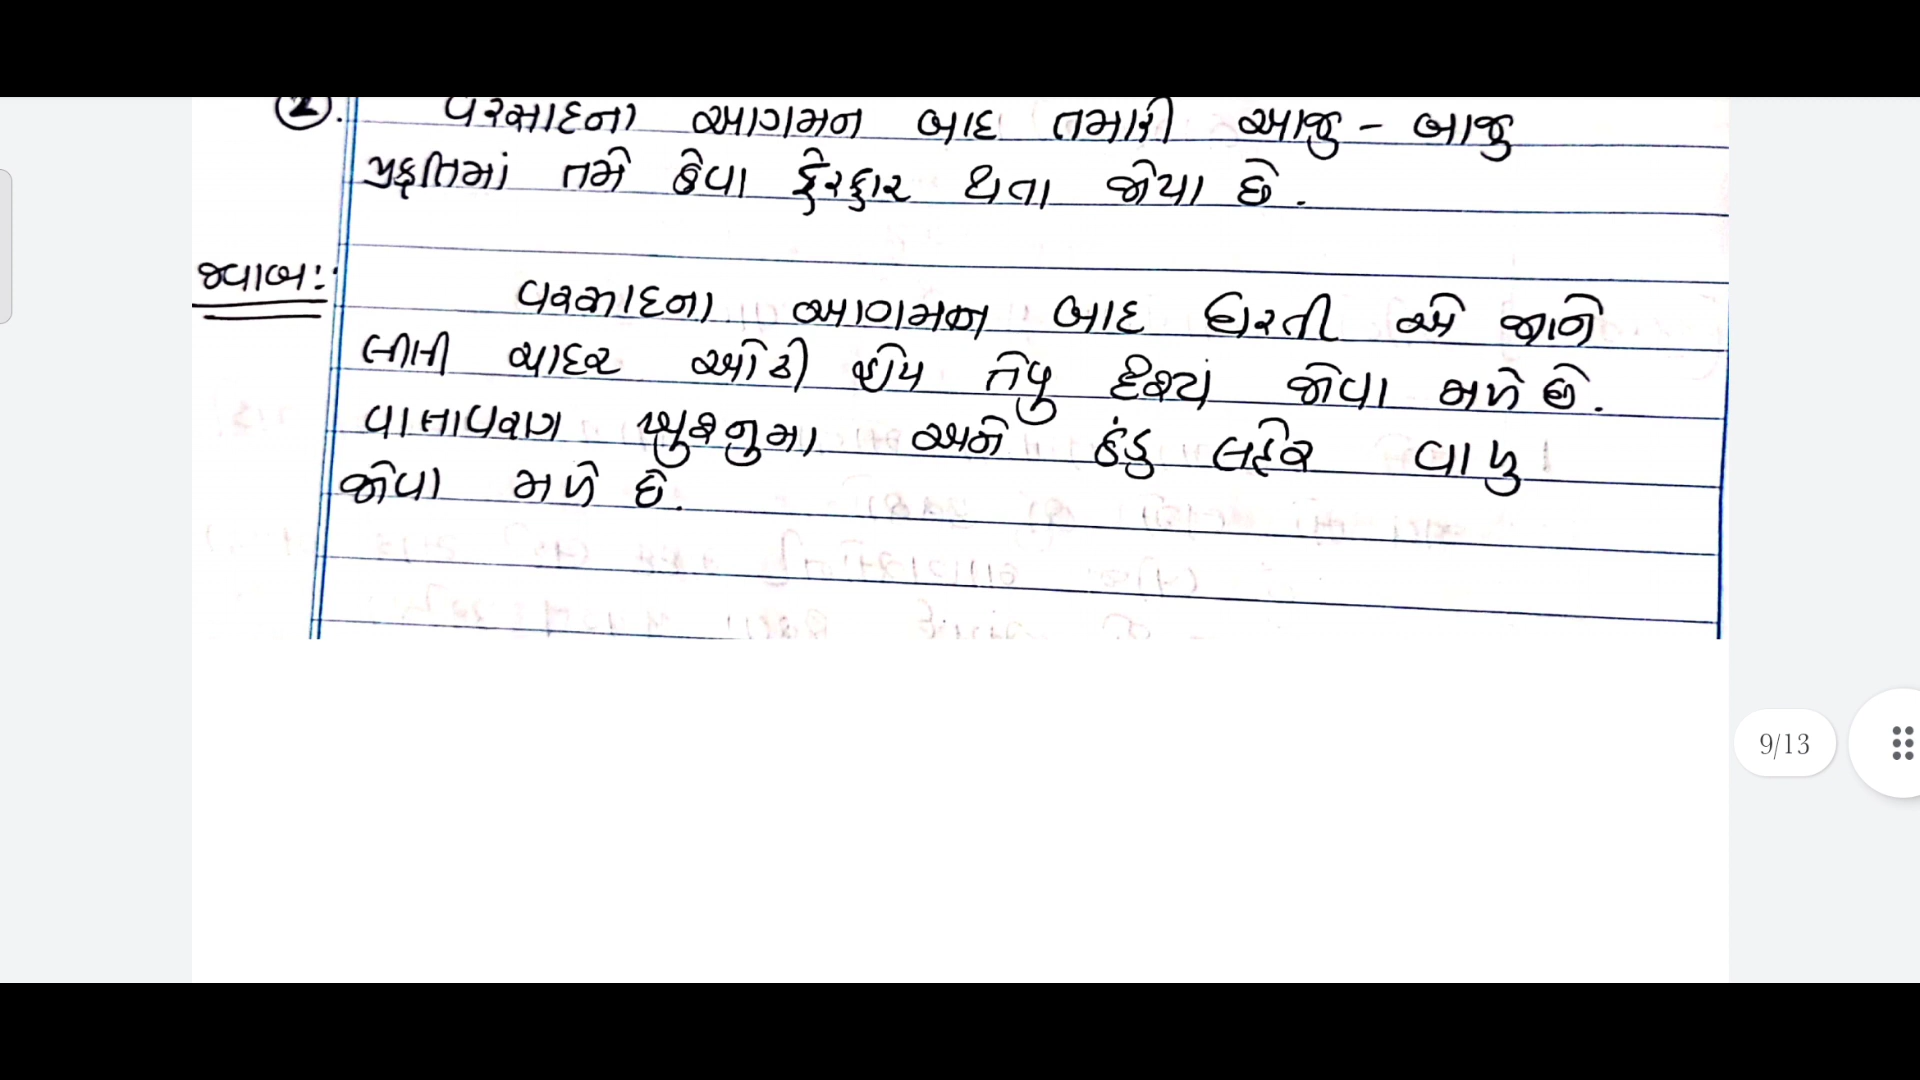 (2). વરસાદના આગમન બાદ તમારી આજુ - બાજુ
પ્રકૃતિમાં તમે કેવા ફેરફાર થતા જોયા છે.
જવાબ:-
વરસાદના આગમન બાદ ધરતી એ જાને
લીલી ચાદર ઓઢી હોય તેવુ દૃશ્યં જોવા મળે છે.
વાતાવરણ ખુશનુમા અને ઠંડુ લહેર વાળુ
જોવા મળે છે.
9/13